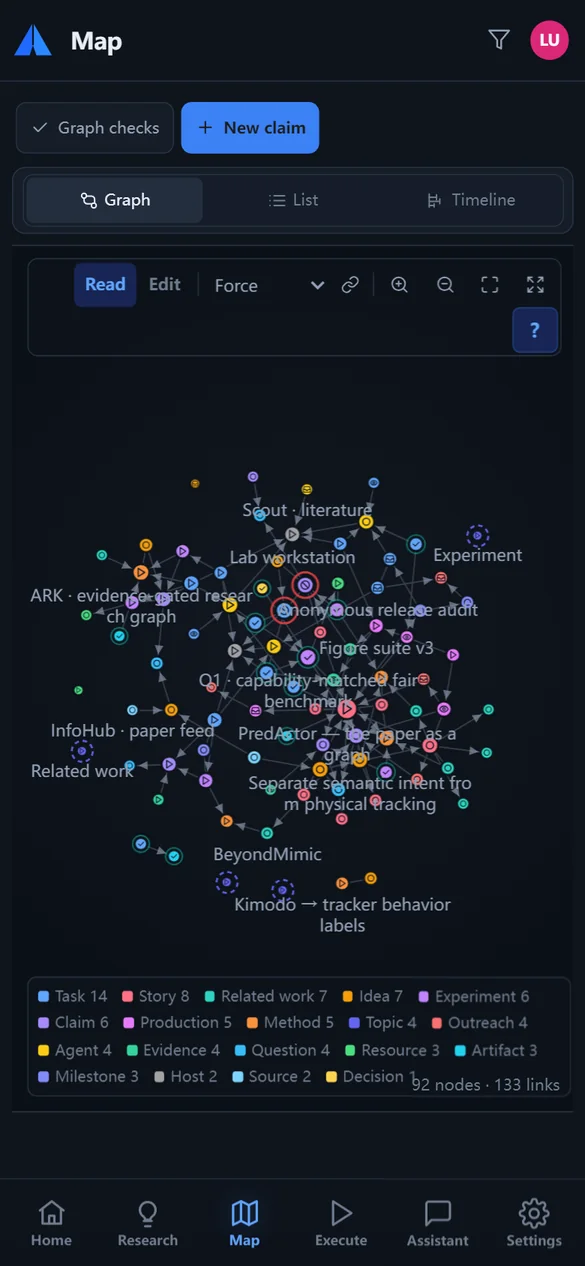 Map
LU
Graph checks
New claim
Graph
List
Timeline
Read
Edit
Force
?
Scout · literature
Lab workstation
Experiment
ARK · evidence-gated resear
ch graph
Anonymous release audit
Figure suite v3
Q1 · capability-matched fair
benchmark
InfoHub · paper feed
PredActor — the paper as a
graph
Related work
Separate semantic intent fro
m physical tracking
BeyondMimic
Kimodo → tracker behavior
labels
Task 14
Story 8
Related work 7
Idea 7
Experiment 6
Claim 6
Production 5
Method 5
Topic 4
Outreach 4
Agent 4
Evidence 4
Question 4
Resource 3
Artifact 3
Milestone 3
Host 2
Source 2
Decision 1
92 nodes · 133 links
Home
Research
Map
Execute
Assistant
Settings